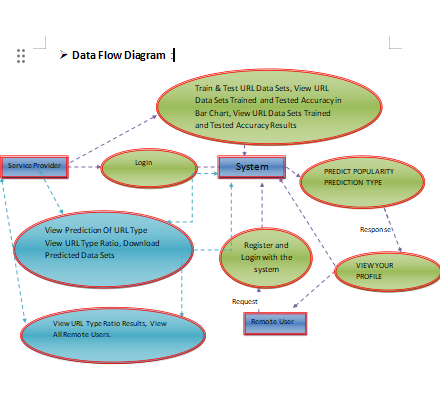 ➤ Data Flow Diagram :
Train & Test URL Data Sets, View URL
Data Sets Trained and Tested Accuracy in
Bar Chart, View URL Data Sets Trained
and Tested Accuracy Results
Service Provider
Login
System
PREDICT POPULARITY
PREDICTION TYPE
View Prediction Of URL Type
View URL Type Ratio, Download
Predicted Data Sets
Register and
Login with the
system
Response
VIEW YOUR
PROFILE
Request
Remote User
View URL Type Ratio Results, View
All Remote Users.